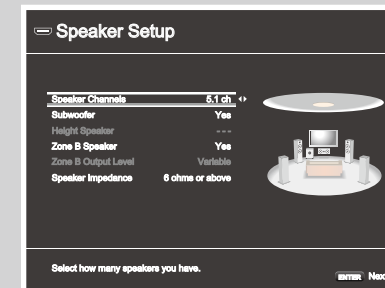 Speaker Setup
Speaker Channels 5.1 ch
Subwoofer Yes
Height Speaker ---
Zone B Speaker Yes
Zone B Output Level Variable
Speaker Impedance 6 ohms or above
Select how many speakers you have.
ENTER Nex